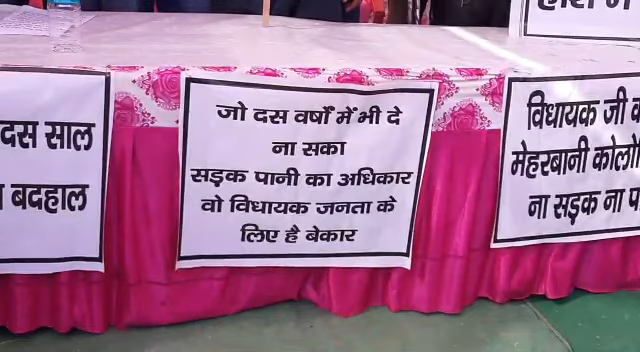 दस साल
बदहाल
जो दस वर्षों में भी दे
ना सका
सड़क पानी का अधिकार
वो विधायक जनता के
लिए है बेकार
विधायक जी
मेहरबानी
ना सड़क ना